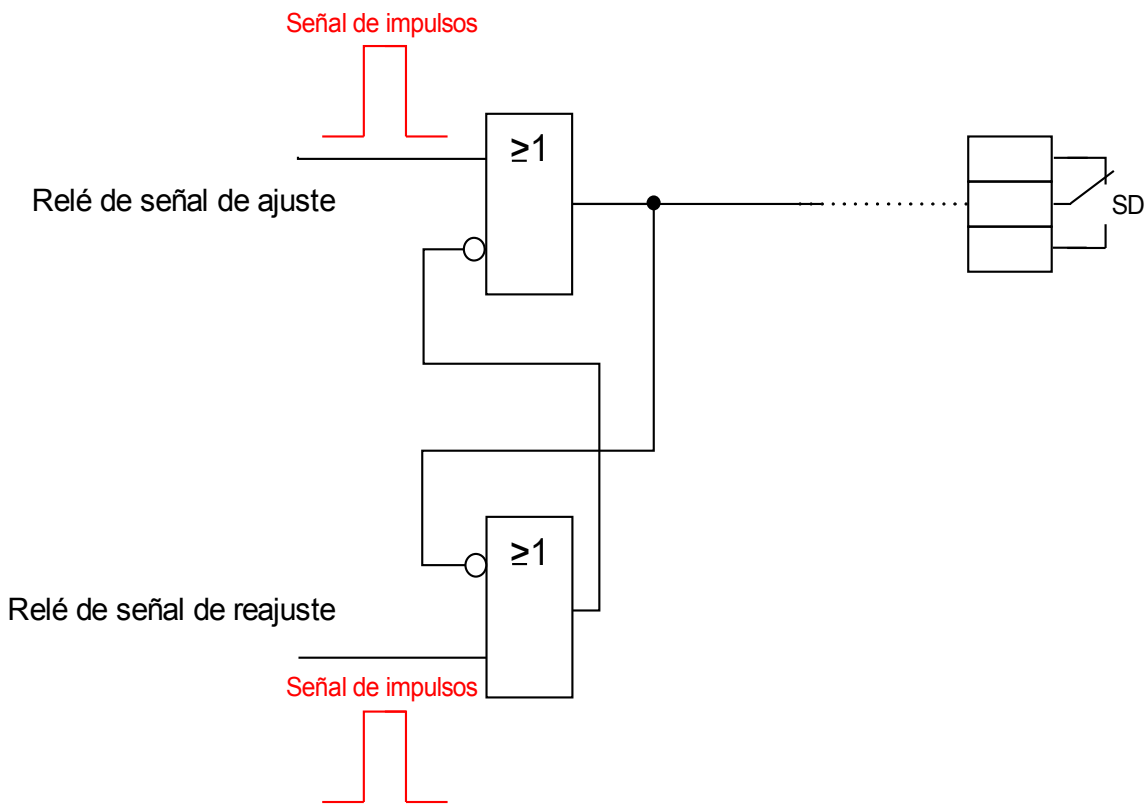 Señal de impulsos
≥1
Relé de señal de ajuste
SD
≥1
Relé de señal de reajuste
Señal de impulsos